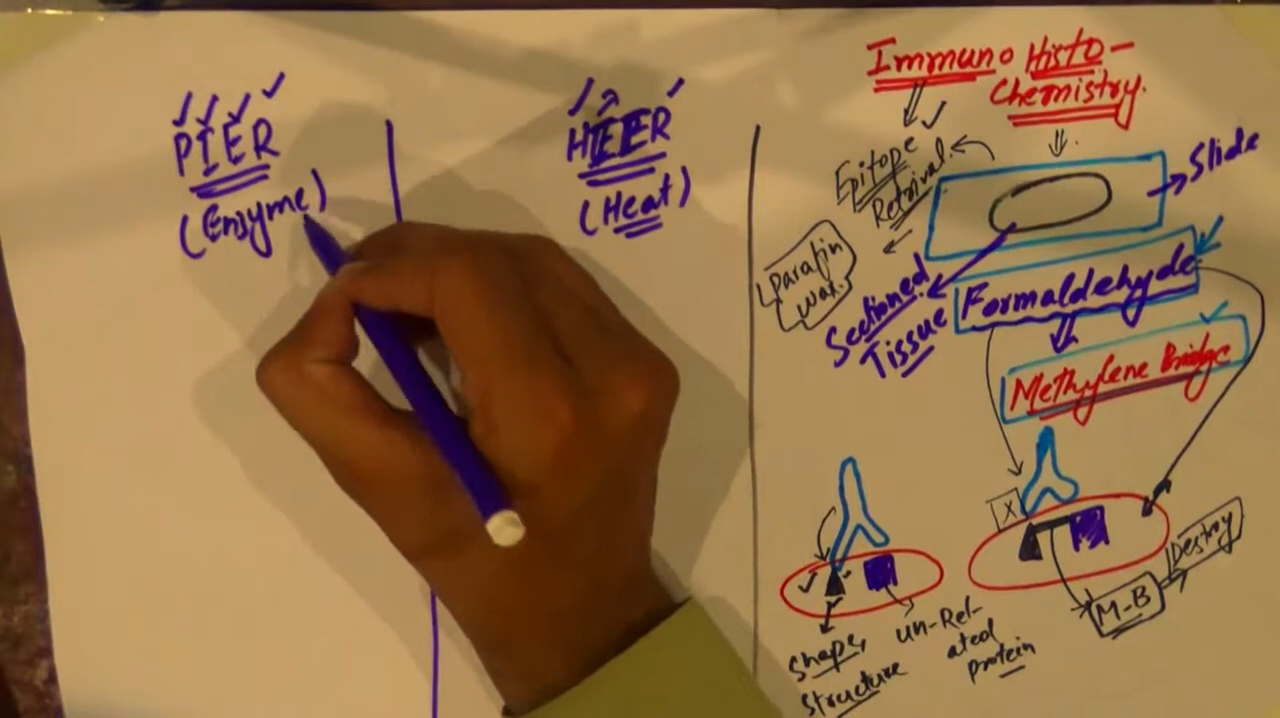 PIER
(Enzyme)
HEER
(Heat)
Immuno Histo-
Chemistry.
Epitope
Retrival.
Slide
Parafin
wax.
Sectioned
Tissue
Formaldehyde
Methylene Bridge
X
Destroy
M-B
Shape,
structure
un-Rel-
ated
protein